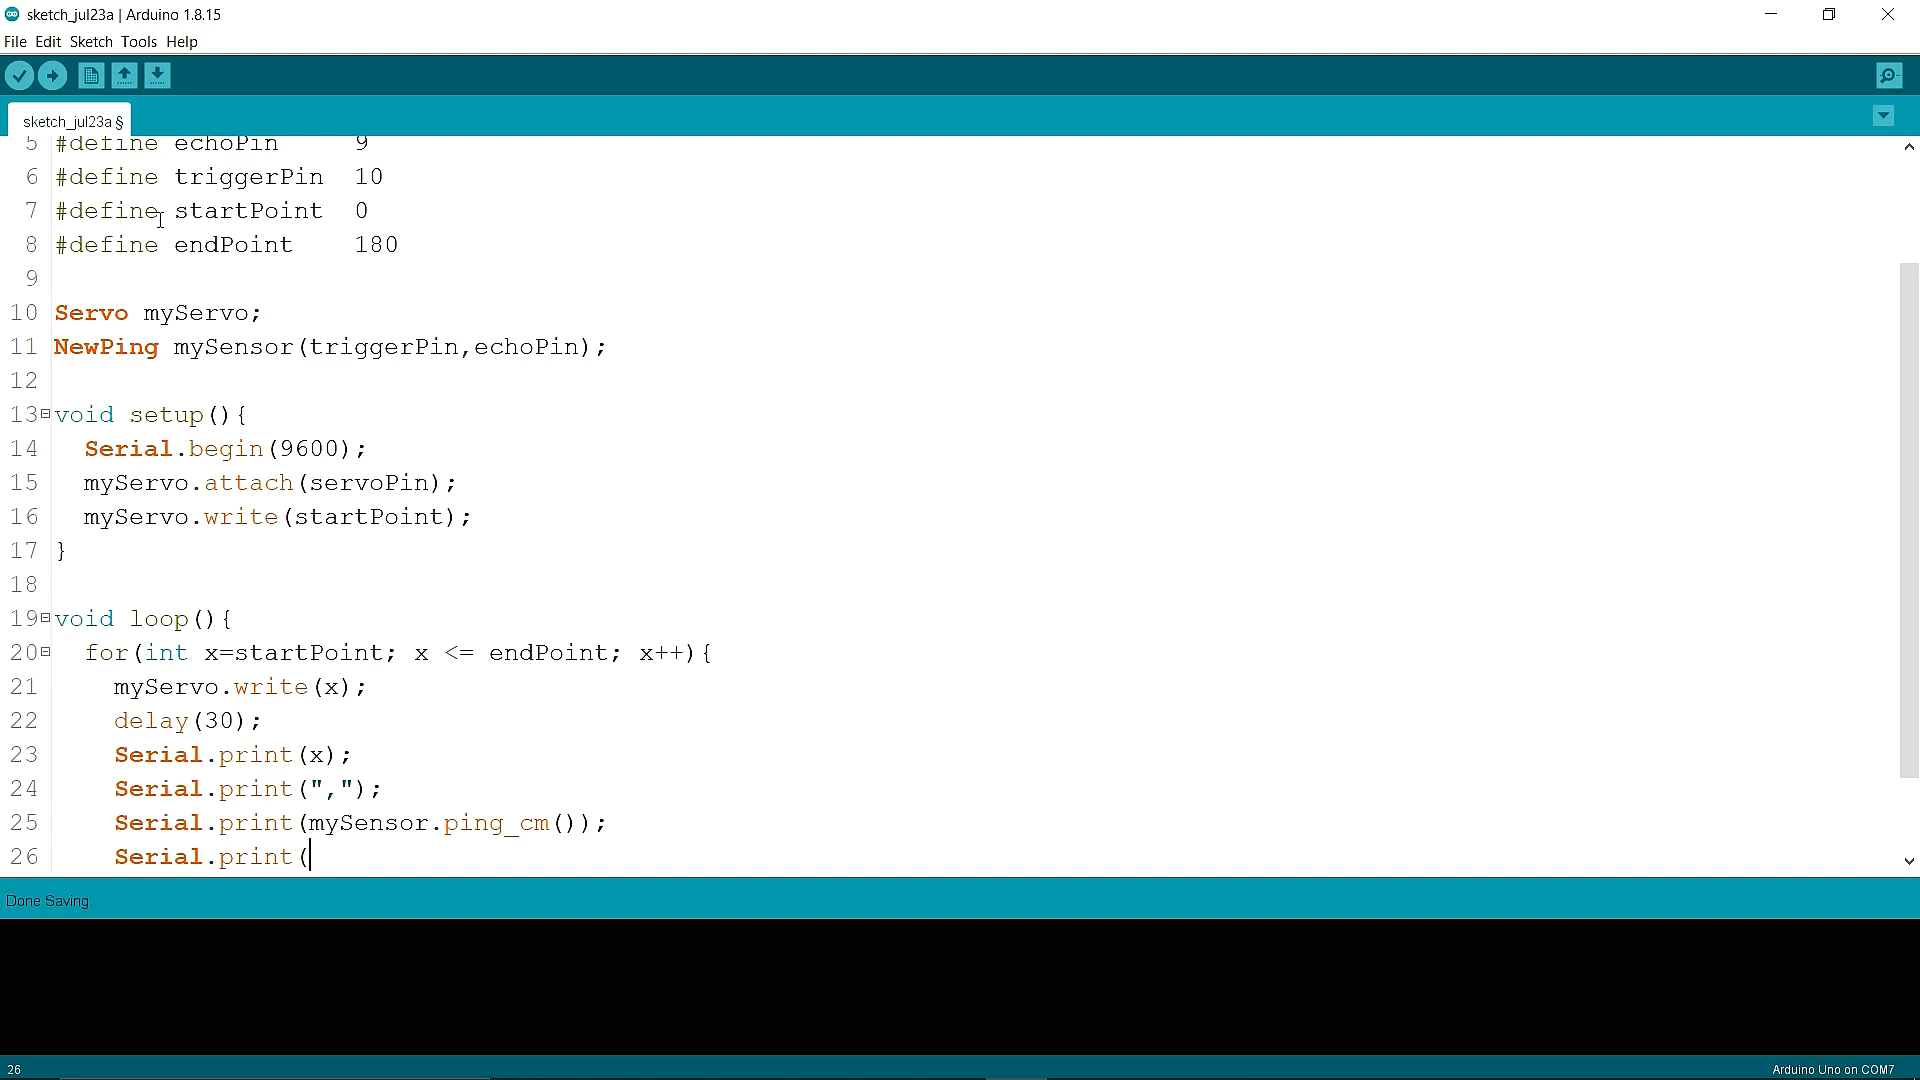 sketch_jul23a | Arduino 1.8.15
File Edit Sketch Tools Help
sketch_jul23a §
5 #define echoPin 9
6 #define triggerPin 10
7 #define startPoint 0
8 #define endPoint 180
9
10 Servo myServo;
11 NewPing mySensor(triggerPin,echoPin);
12
13 void setup(){
14 Serial.begin(9600);
15 myServo.attach(servoPin);
16 myServo.write(startPoint);
17 }
18
19 void loop(){
20 for(int x=startPoint; x <= endPoint; x++){
21 myServo.write(x);
22 delay(30);
23 Serial.print(x);
24 Serial.print(",");
25 Serial.print(mySensor.ping_cm());
26 Serial.print(
Done Saving.
26
Arduino Uno on COM7